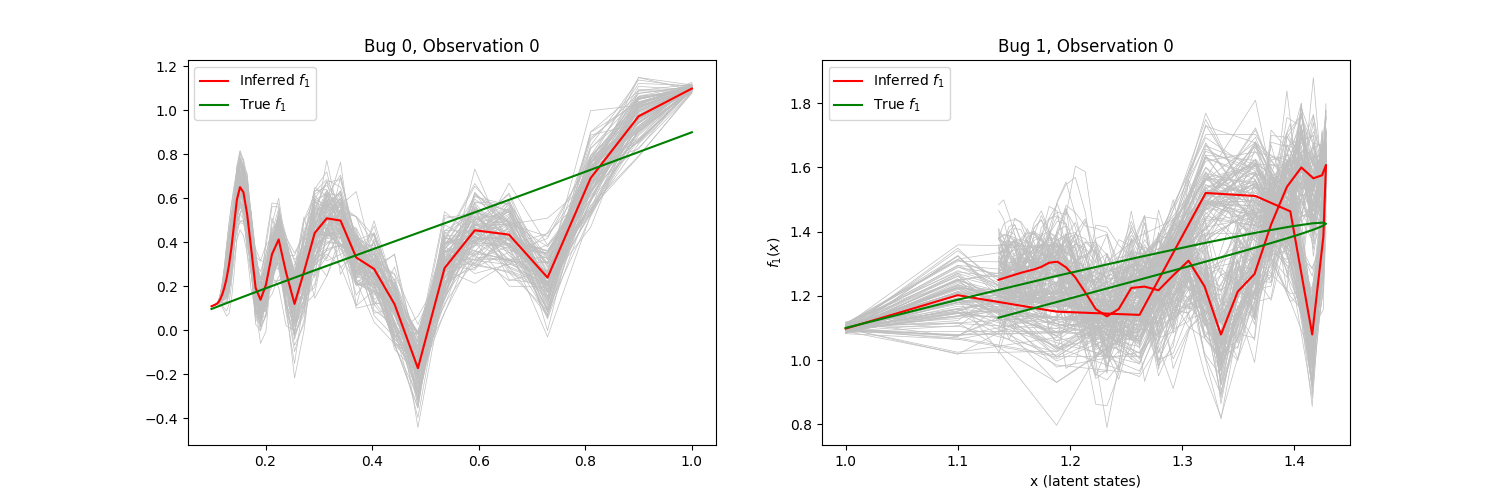 Bug 0, Observation 0
Inferred f₁
True f₁
1.2
1.0
0.8
0.6
0.4
0.2
0.0
−0.2
−0.4
0.2 0.4 0.6 0.8 1.0
Bug 1, Observation 0
Inferred f₁
True f₁
f₁(x)
1.8
1.6
1.4
1.2
1.0
0.8
1.0 1.1 1.2 1.3 1.4
x (latent states)